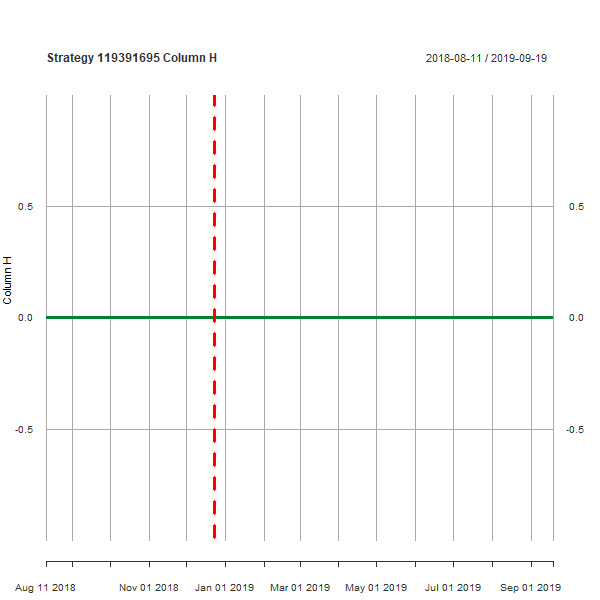 Strategy 119391695 Column H 2018-08-11 / 2019-09-19
0.5 0.5
Column H
0.0 0.0
-0.5 -0.5
Aug 11 2018 Nov 01 2018 Jan 01 2019 Mar 01 2019 May 01 2019 Jul 01 2019 Sep 01 2019